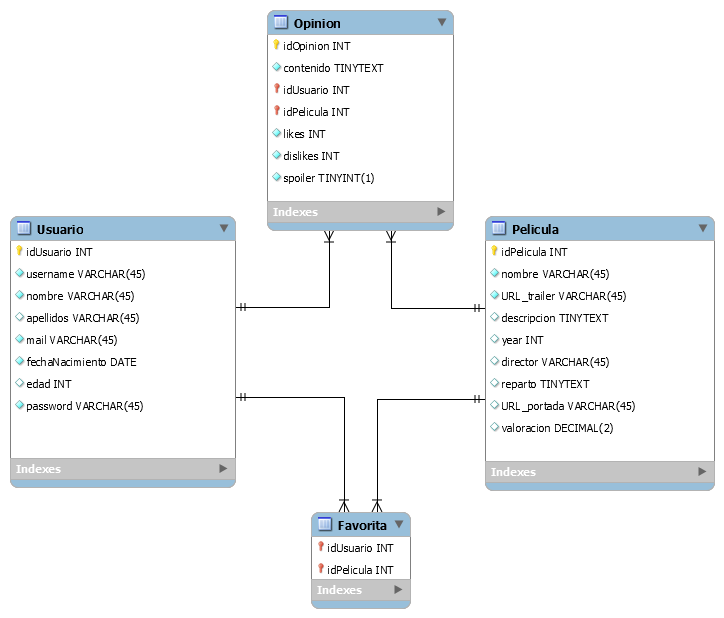 Opinion
idOpinion INT
contenido TINYTEXT
idUsuario INT
idPelicula INT
likes INT
dislikes INT
spoiler TINYINT(1)
Indexes
Usuario
idUsuario INT
username VARCHAR(45)
nombre VARCHAR(45)
apellidos VARCHAR(45)
mail VARCHAR(45)
fechaNacimiento DATE
edad INT
password VARCHAR(45)
Indexes
Pelicula
idPelicula INT
nombre VARCHAR(45)
URL_trailer VARCHAR(45)
descripcion TINYTEXT
year INT
director VARCHAR(45)
reparto TINYTEXT
URL_portada VARCHAR(45)
valoracion DECIMAL(2)
Indexes
Favorita
idUsuario INT
idPelicula INT
Indexes